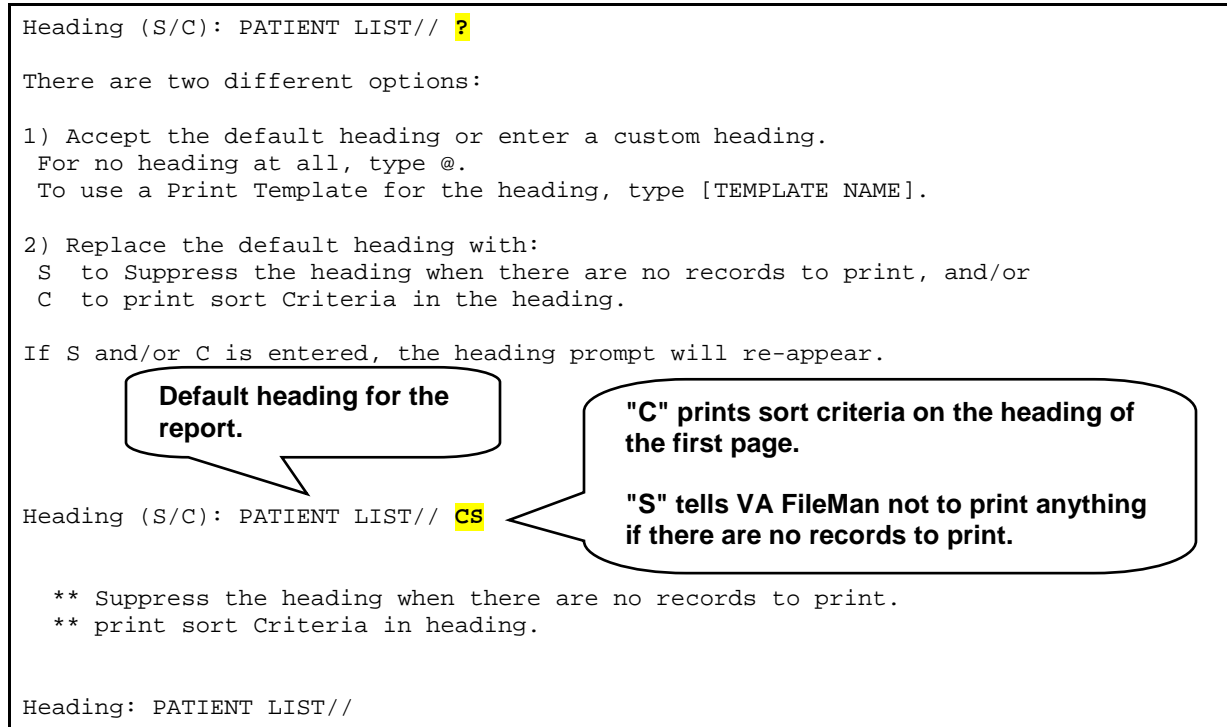 Heading (S/C): PATIENT LIST// ?
There are two different options:
1) Accept the default heading or enter a custom heading.
For no heading at all, type @.
To use a Print Template for the heading, type [TEMPLATE NAME].
2) Replace the default heading with:
S  to Suppress the heading when there are no records to print, and/or
C  to print sort Criteria in the heading.
If S and/or C is entered, the heading prompt will re-appear.
Default heading for the
report.
"C" prints sort criteria on the heading of
the first page.
"S" tells VA FileMan not to print anything
if there are no records to print.
Heading (S/C): PATIENT LIST// CS
** Suppress the heading when there are no records to print.
** print sort Criteria in heading.
Heading: PATIENT LIST//